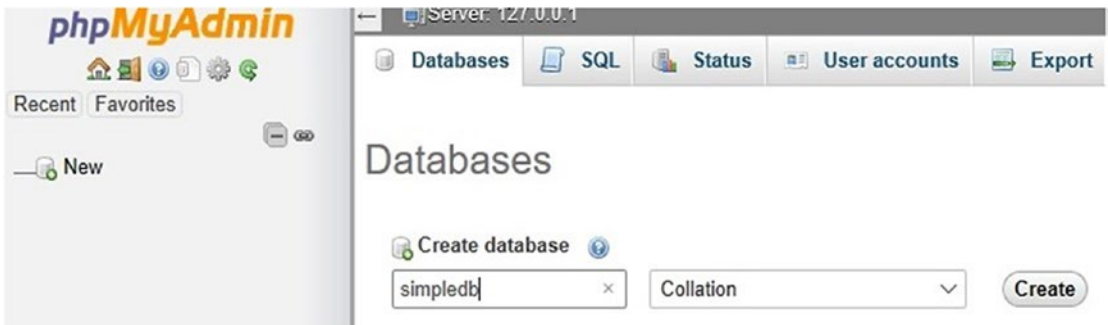 phpMyAdmin
Recent Favorites
New
Server: 127.0.0.1
Databases SQL Status User accounts Export
Databases
Create database
simpledb × Collation Create